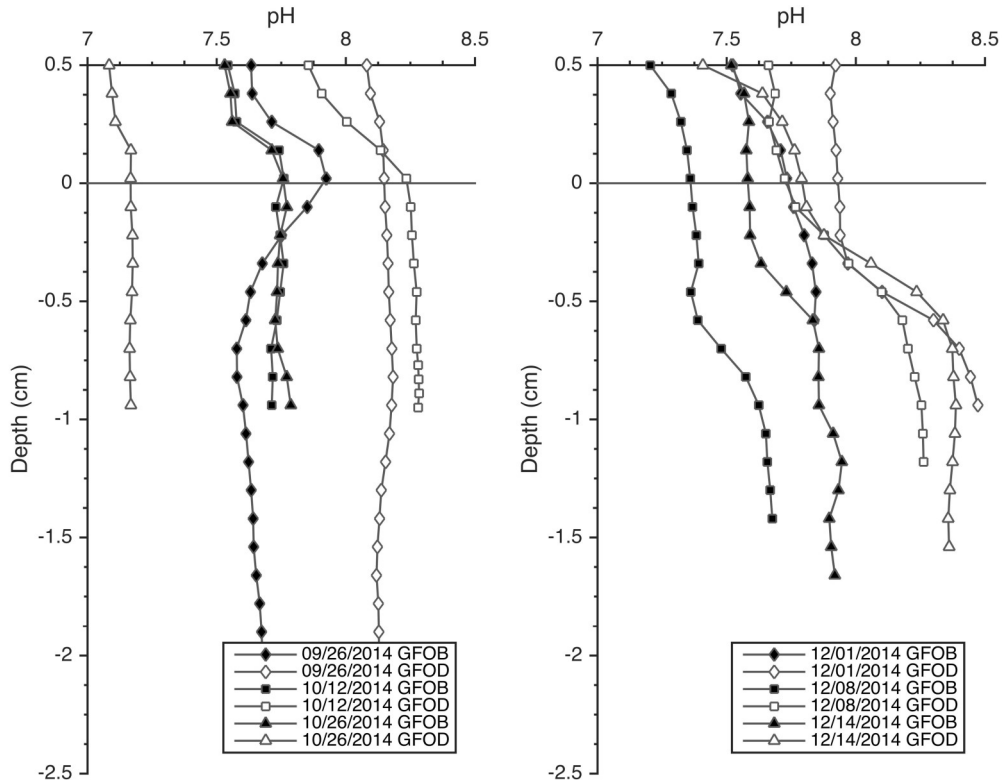 pH
7 7.5 8 8.5
0.5
0
-0.5
-1
-1.5
-2
-2.5
Depth (cm)
09/26/2014 GFOB
09/26/2014 GFOD
10/12/2014 GFOB
10/12/2014 GFOD
10/26/2014 GFOB
10/26/2014 GFOD
pH
7 7.5 8 8.5
0.5
0
-0.5
-1
-1.5
-2
-2.5
Depth (cm)
12/01/2014 GFOB
12/01/2014 GFOD
12/08/2014 GFOB
12/08/2014 GFOD
12/14/2014 GFOB
12/14/2014 GFOD